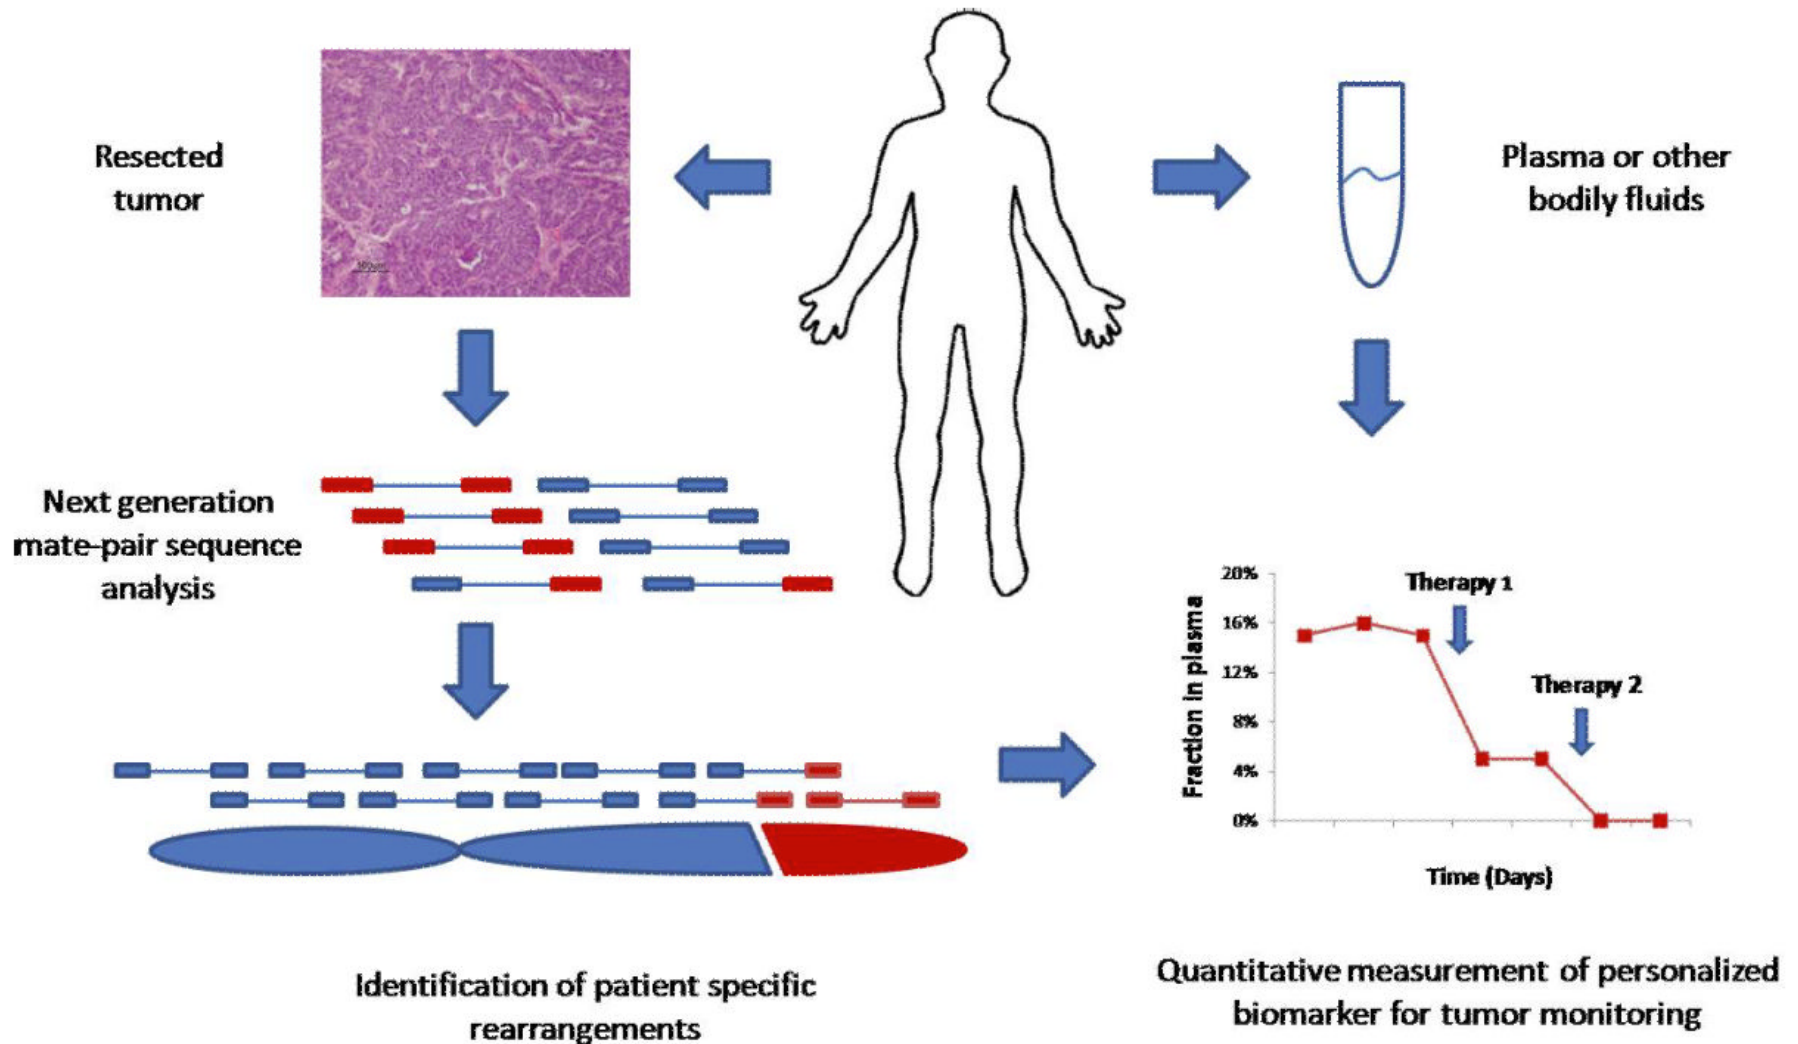 Resected
tumor
Plasma or other
bodily fluids
Next generation
mate-pair sequence
analysis
Identification of patient specific
rearrangements
Fraction in plasma
20%
16%
12%
8%
4%
0%
Therapy 1
Therapy 2
Time (Days)
Quantitative measurement of personalized
biomarker for tumor monitoring